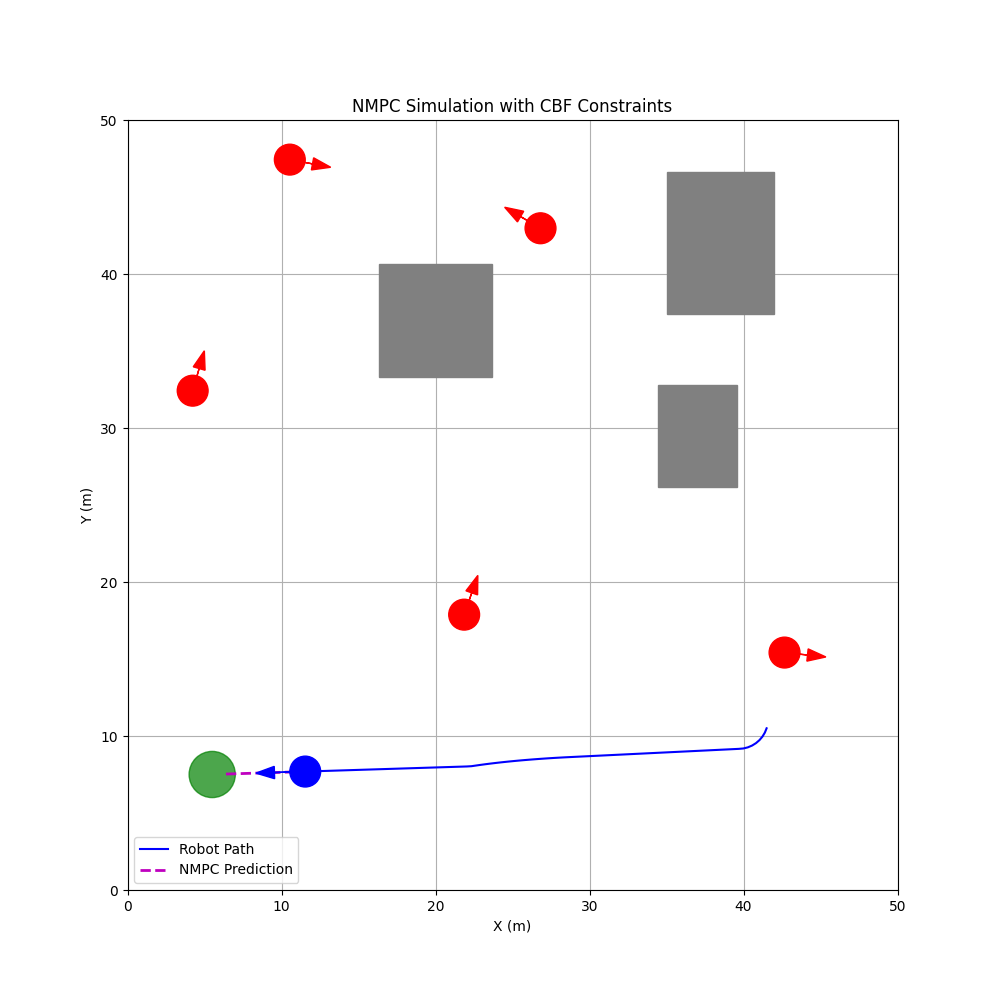 NMPC Simulation with CBF Constraints
50
40
30
20
10
0
Y (m)
Robot Path
NMPC Prediction
0 10 20 30 40 50
X (m)